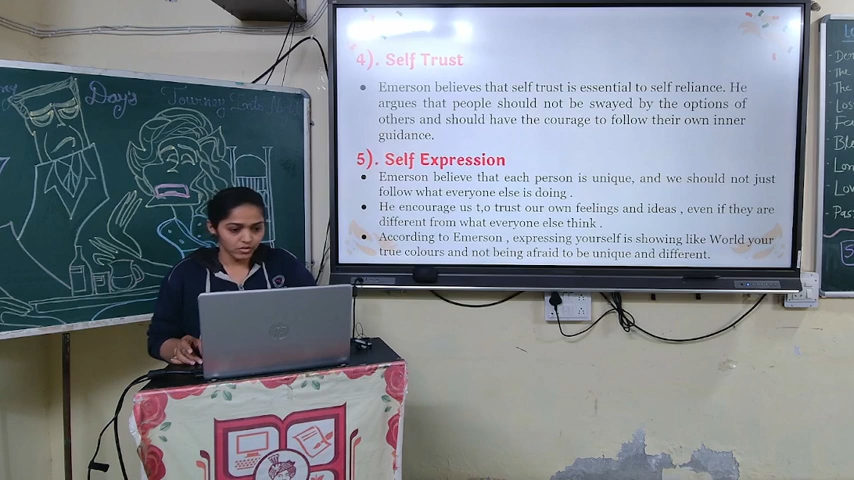 Days
4). Self Trust
Emerson believes that self trust is essential to self reliance. He
argues that people should not be swayed by the options of
others and should have the courage to follow their own inner
guidance.
5). Self Expression
Emerson believe that each person is unique, and we should not just
follow what everyone else is doing .
He encourage us t,o trust our own feelings and ideas , even if they are
different from what everyone else think .
According to Emerson , expressing yourself is showing like World your
true colours and not being afraid to be unique and different.
The
The